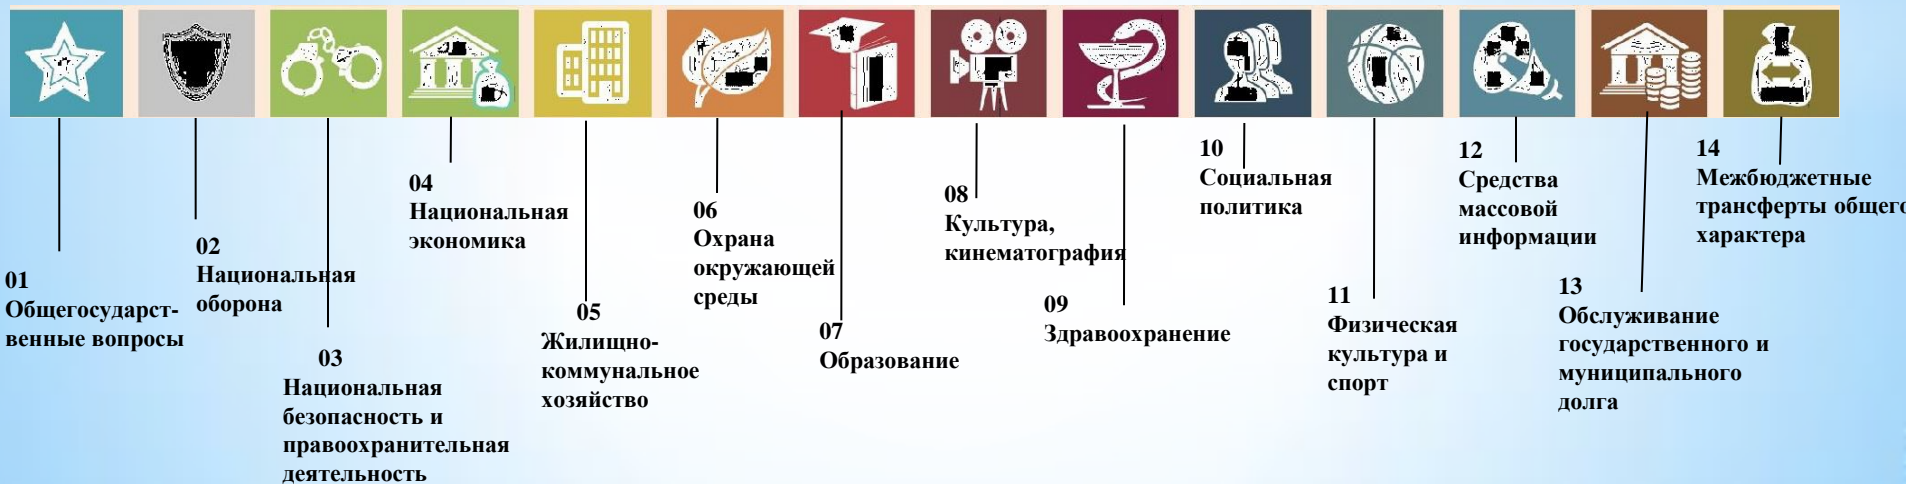 01
Общегосударст-
венные вопросы
02
Национальная
оборона
03
Национальная
безопасность и
правоохранительная
деятельность
04
Национальная
экономика
05
Жилищно-
коммунальное
хозяйство
06
Охрана
окружающей
среды
07
Образование
08
Культура,
кинематография
09
Здравоохранение
10
Социальная
политика
11
Физическая
культура и
спорт
12
Средства
массовой
информации
13
Обслуживание
государственного и
муниципального
долга
14
Межбюджетные
трансферты общего
характера